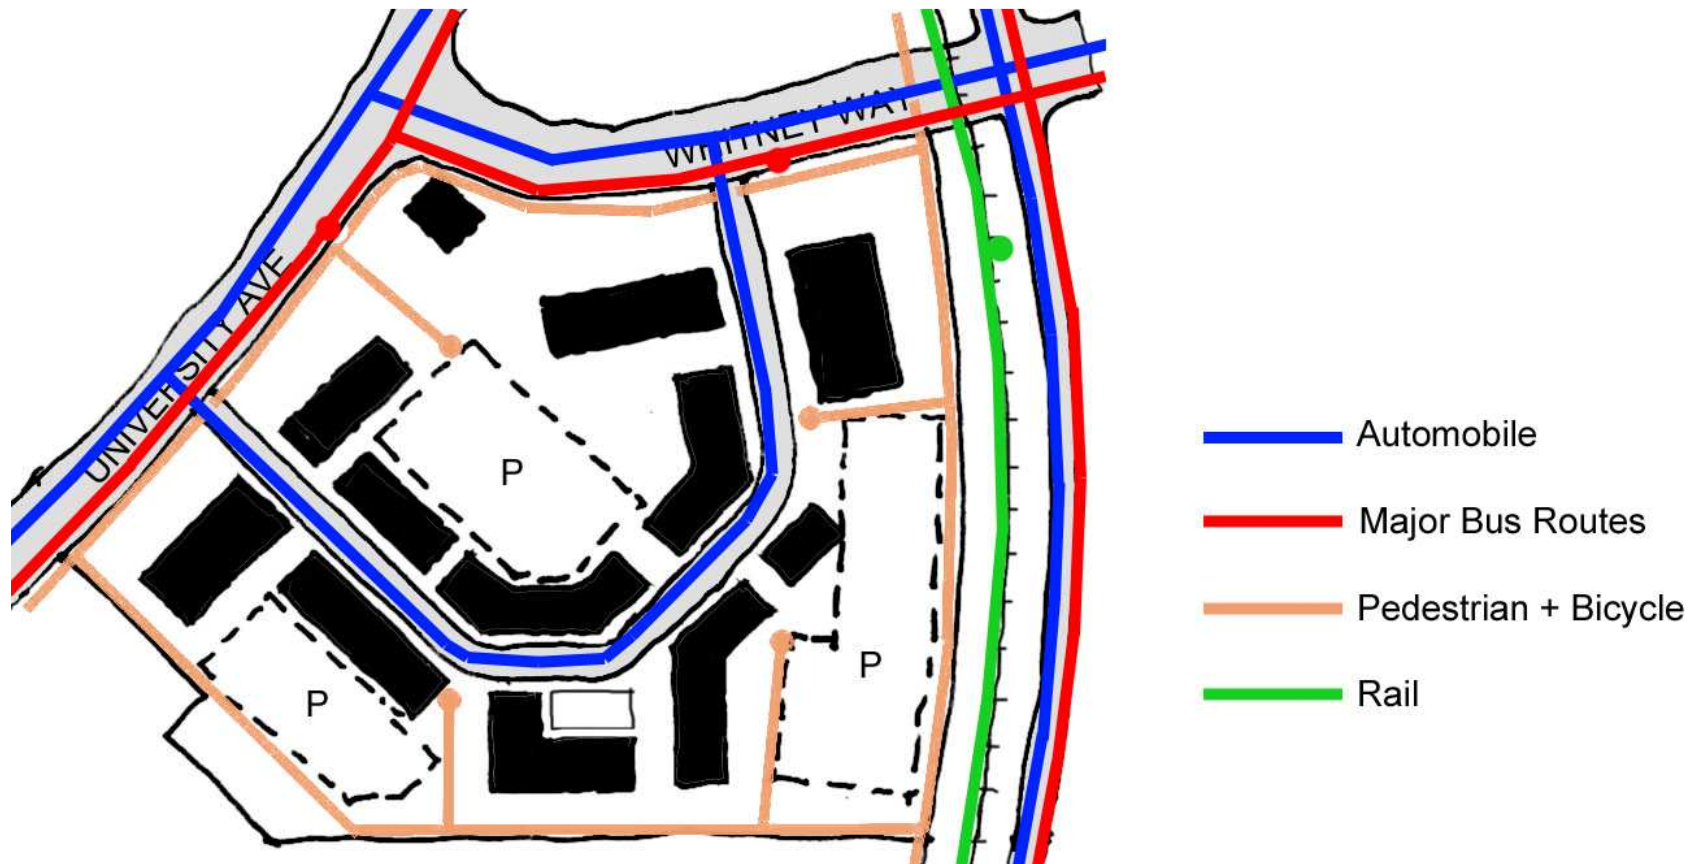 WHITNEY WAY
UNIVERSITY AVE
P
P
P
Automobile
Major Bus Routes
Pedestrian + Bicycle
Rail